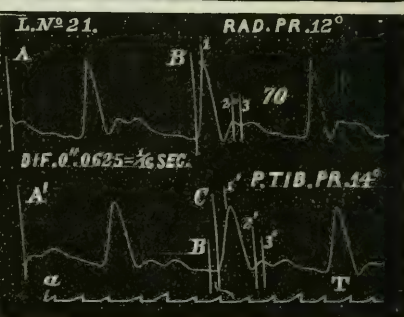 L. Nº 21. RAD. PR. 12°
A B 1
2 3 70
DIF. 0".0625=1/16 SEC.
P. TIB. PR. 14°
A' C 1'
B 2' 3'
a T